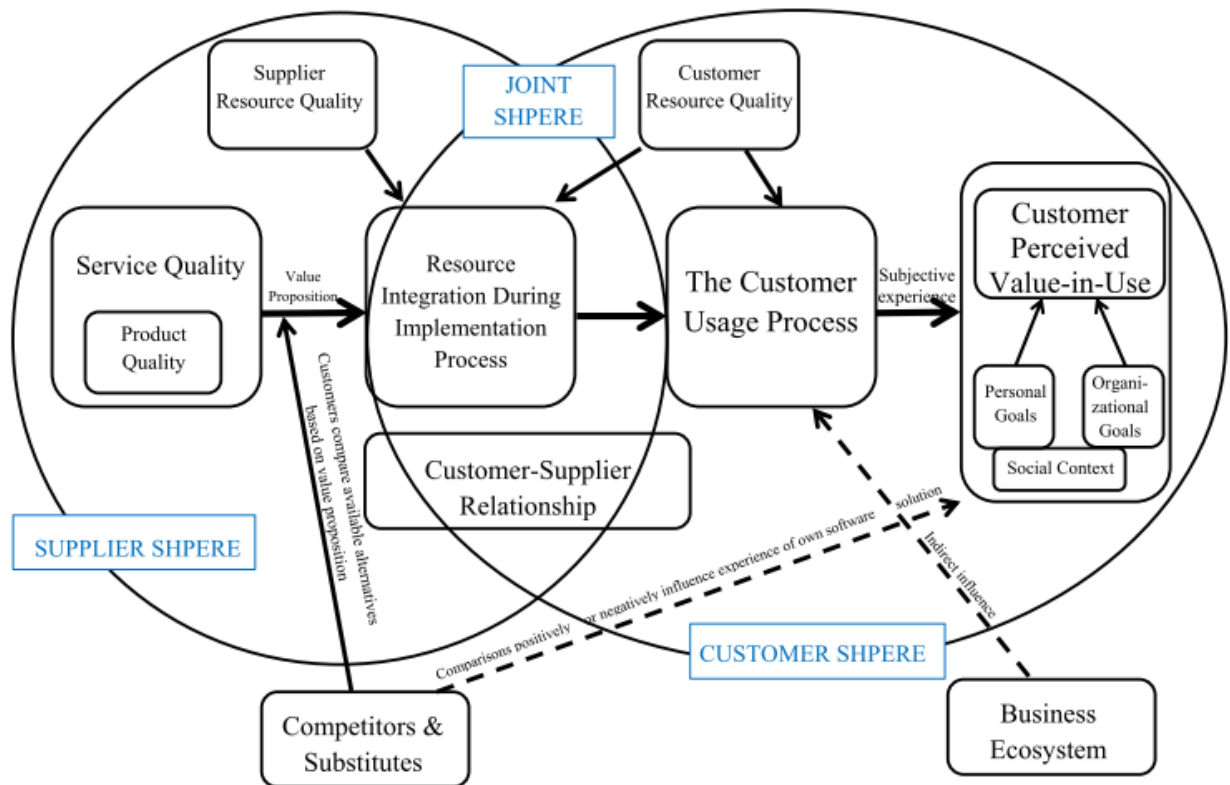 Supplier
Resource Quality
JOINT
SHPERE
Customer
Resource Quality
Service Quality
Product
Quality
Value
Proposition
Resource
Integration During
Implementation
Process
The Customer
Usage Process
Subjective
experience
Customer
Perceived
Value-in-Use
Personal
Goals
Organi-
zational
Goals
Social Context
Customers compare available alternatives
based on value proposition
Customer-Supplier
Relationship
SUPPLIER SHPERE
Comparisons positively or negatively influence experience of own software solution
Indirect influence
CUSTOMER SHPERE
Competitors &
Substitutes
Business
Ecosystem